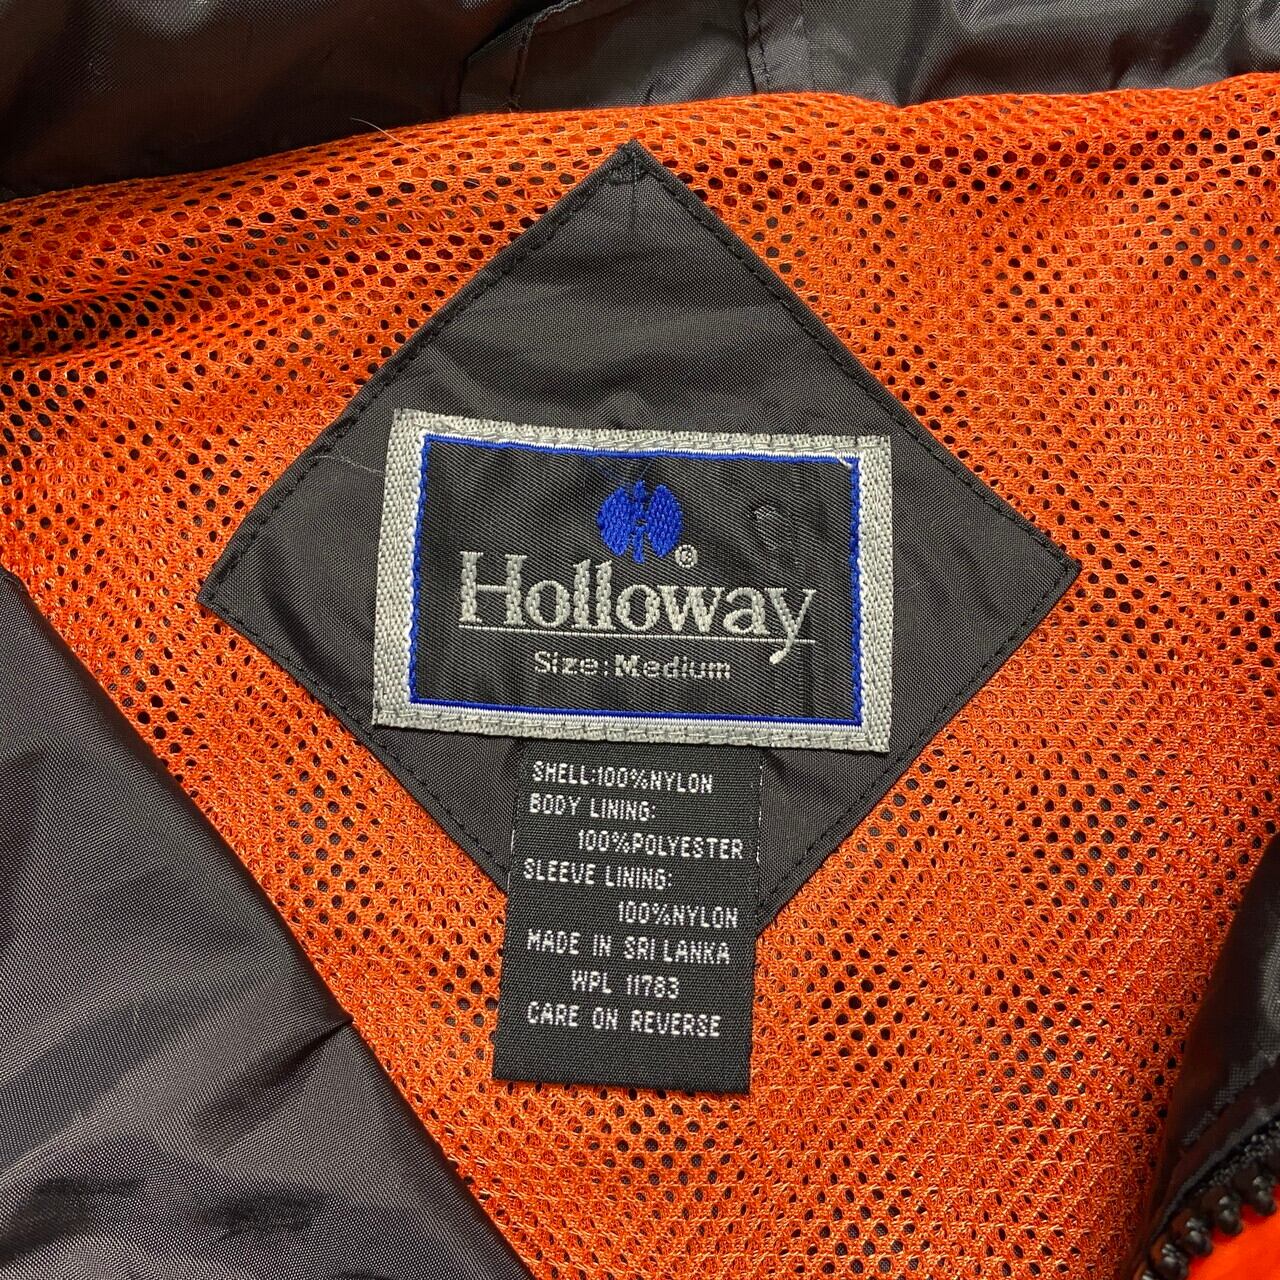 ®
Holloway
Size:Medium
SHELL:100%NYLON
BODY LINING:
100%POLYESTER
SLEEVE LINING:
100%NYLON
MADE IN SRI LANKA
WPL 11783
CARE ON REVERSE